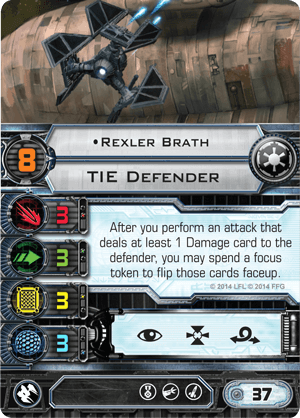 •Rexler Brath
8
TIE Defender
3
3
3
3
After you perform an attack that
deals at least 1 Damage card to the
defender, you may spend a focus
token to flip those cards faceup.
© 2014 LFL © 2014 FFG
37